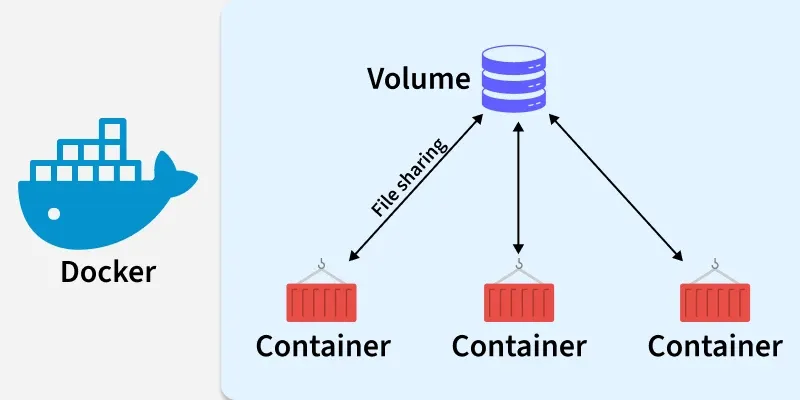 Volume
File sharing
Docker
Container
Container
Container